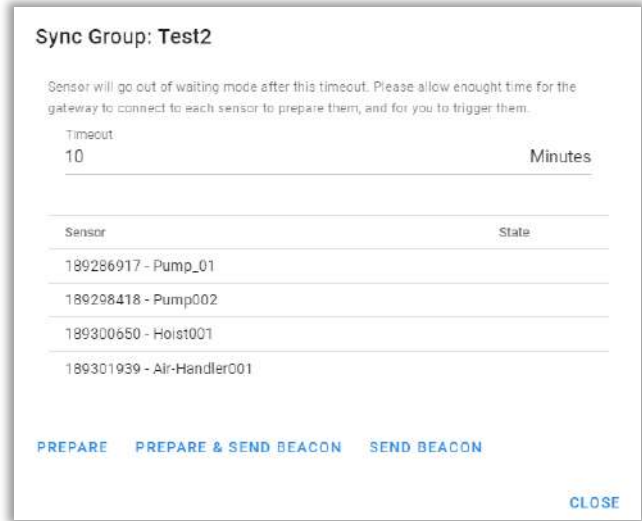 Sync Group: Test2
Sensor will go out of waiting mode after this timeout. Please allow enought time for the
gateway to connect to each sensor to prepare them, and for you to trigger them.
Timeout
10 Minutes
Sensor State
189286917 - Pump_01
189298418 - Pump002
189300650 - Hoist001
189301939 - Air-Handler001
PREPARE PREPARE & SEND BEACON SEND BEACON
CLOSE